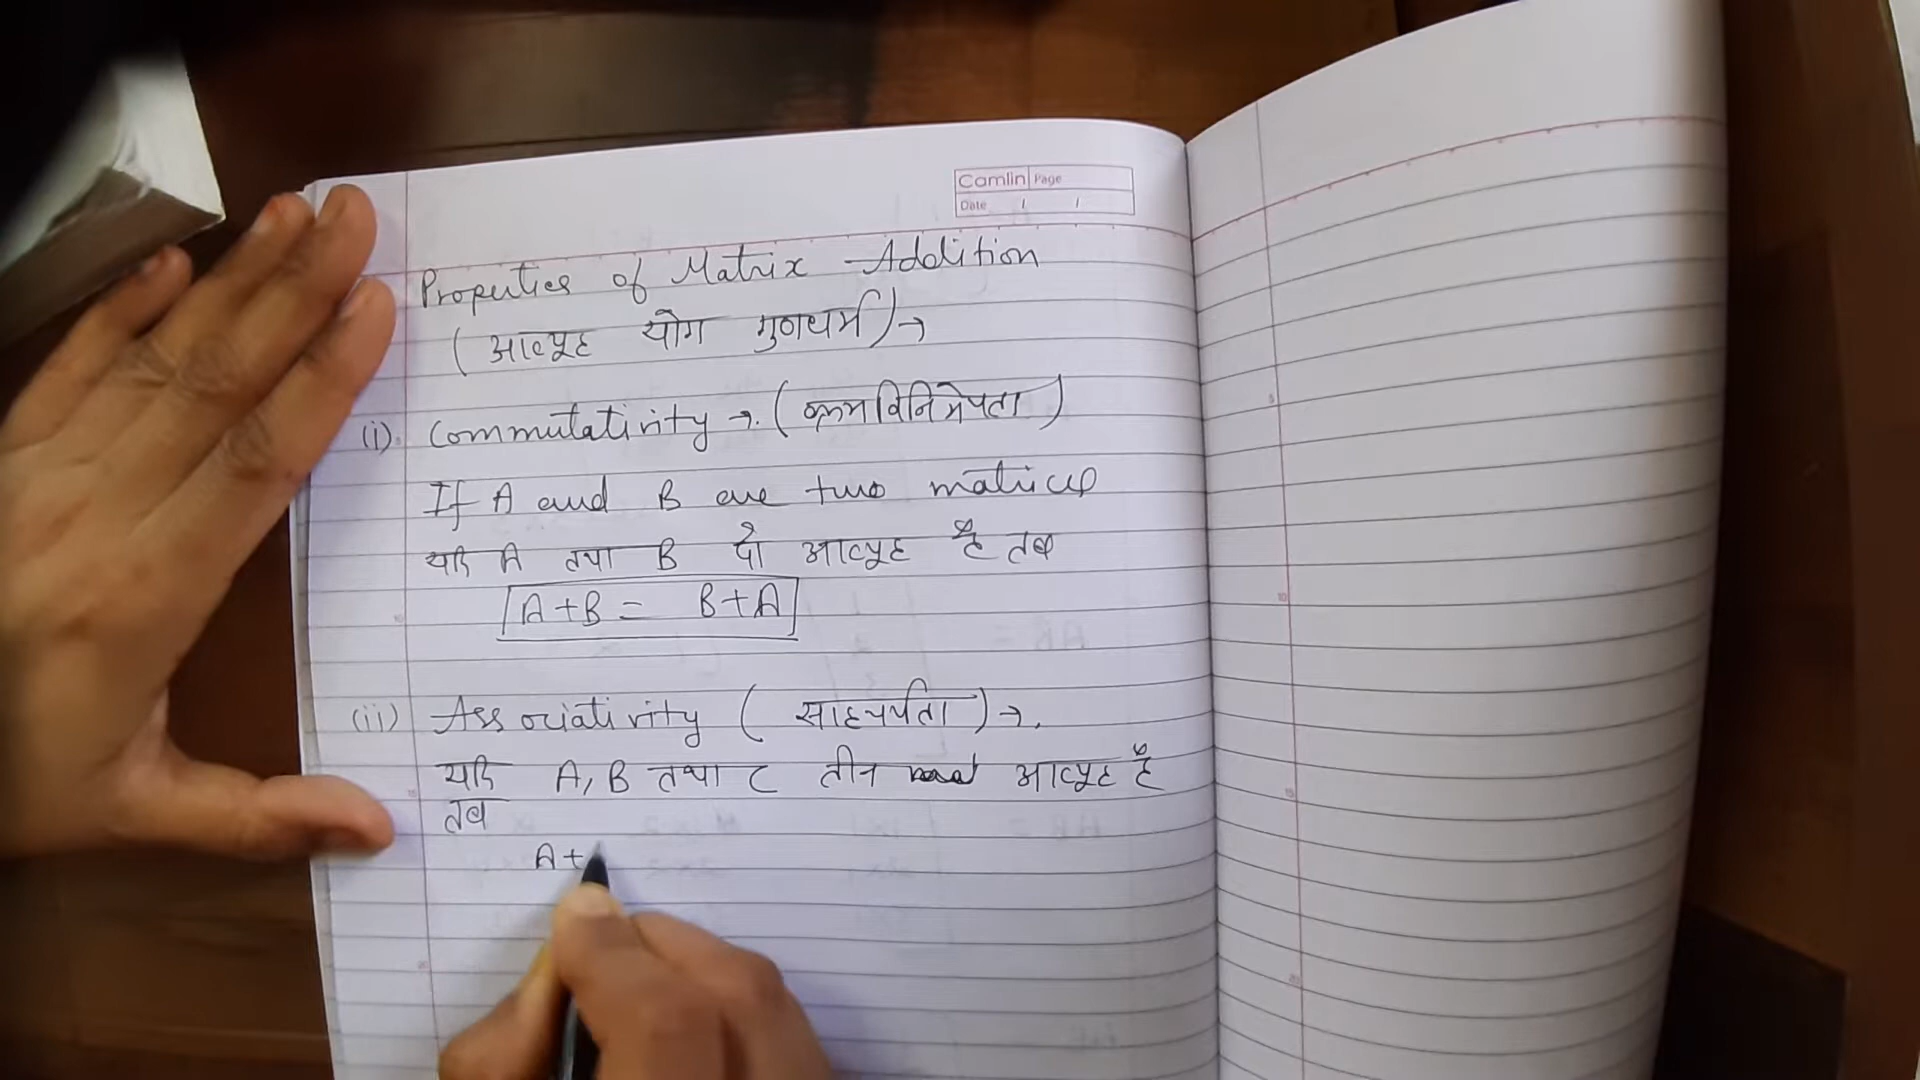 Camlin Page
Date / /
Properties of Matrix Addition
( आव्यूह योग गुणधर्म ) →
(i). Commutativity →. ( क्रमविनिमेयता )
If A and B are two matrices
यदि A तथा B दो आव्यूह है तब
A+B = B+A
(ii) Associativity ( साहचर्यता ) →.
यदि A, B तथा C तीन आव्यूह है
तब
A+